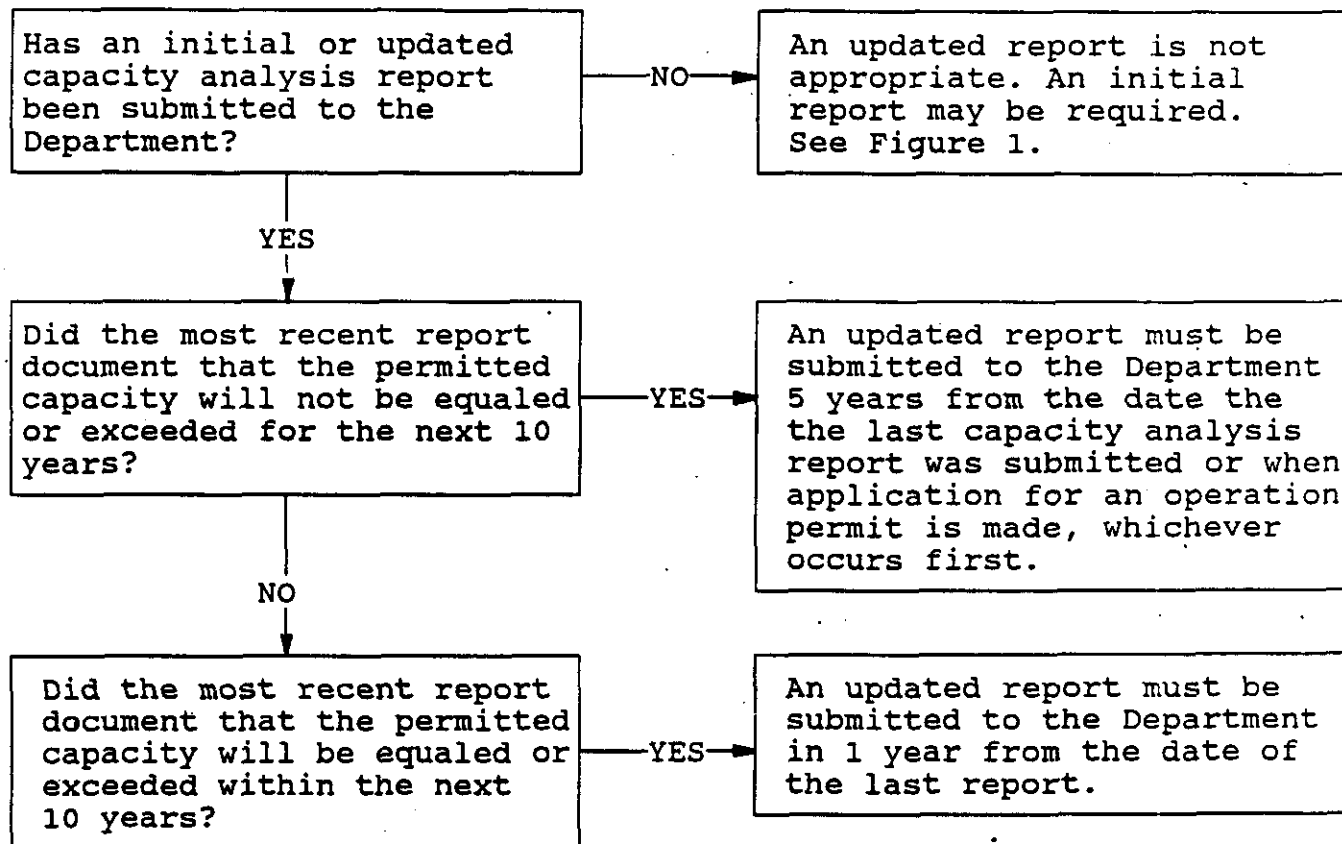 Has an initial or updated
capacity analysis report
been submitted to the
Department?
NO
An updated report is not
appropriate. An initial
report may be required.
See Figure 1.
YES
Did the most recent report
document that the permitted
capacity will not be equaled
or exceeded for the next 10
years?
YES
An updated report must be
submitted to the Department
5 years from the date the
the last capacity analysis
report was submitted or when
application for an operation
permit is made, whichever
occurs first.
NO
Did the most recent report
document that the permitted
capacity will be equaled or
exceeded within the next
10 years?
YES
An updated report must be
submitted to the Department
in 1 year from the date of
the last report.